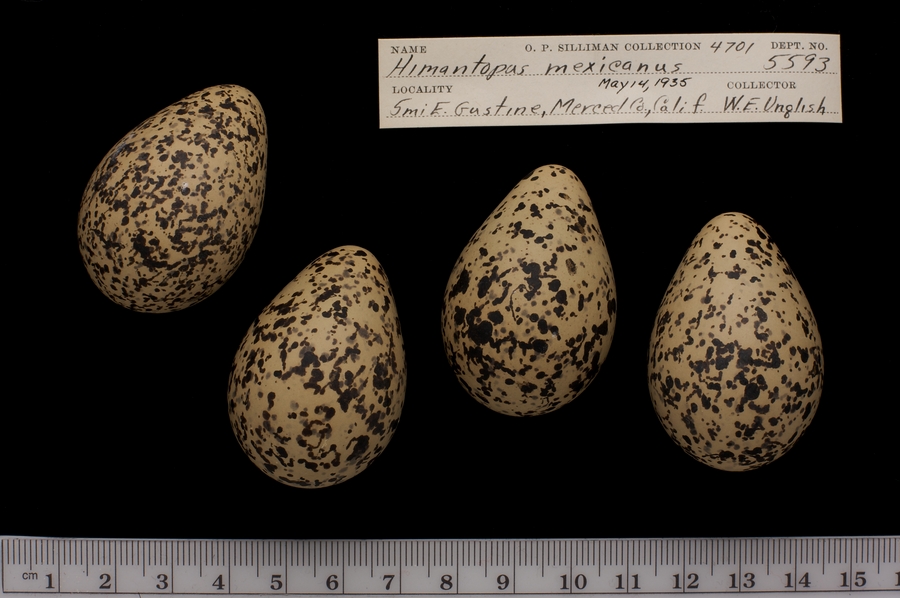 NAME O. P. SILLIMAN COLLECTION 4701 DEPT. NO.
Himantopus mexicanus 5593
LOCALITY May 14, 1935 COLLECTOR
5mi E. Gustine, Merced Co., Calif. W. E. Unglish
cm 1 2 3 4 5 6 7 8 9 10 11 12 13 14 15